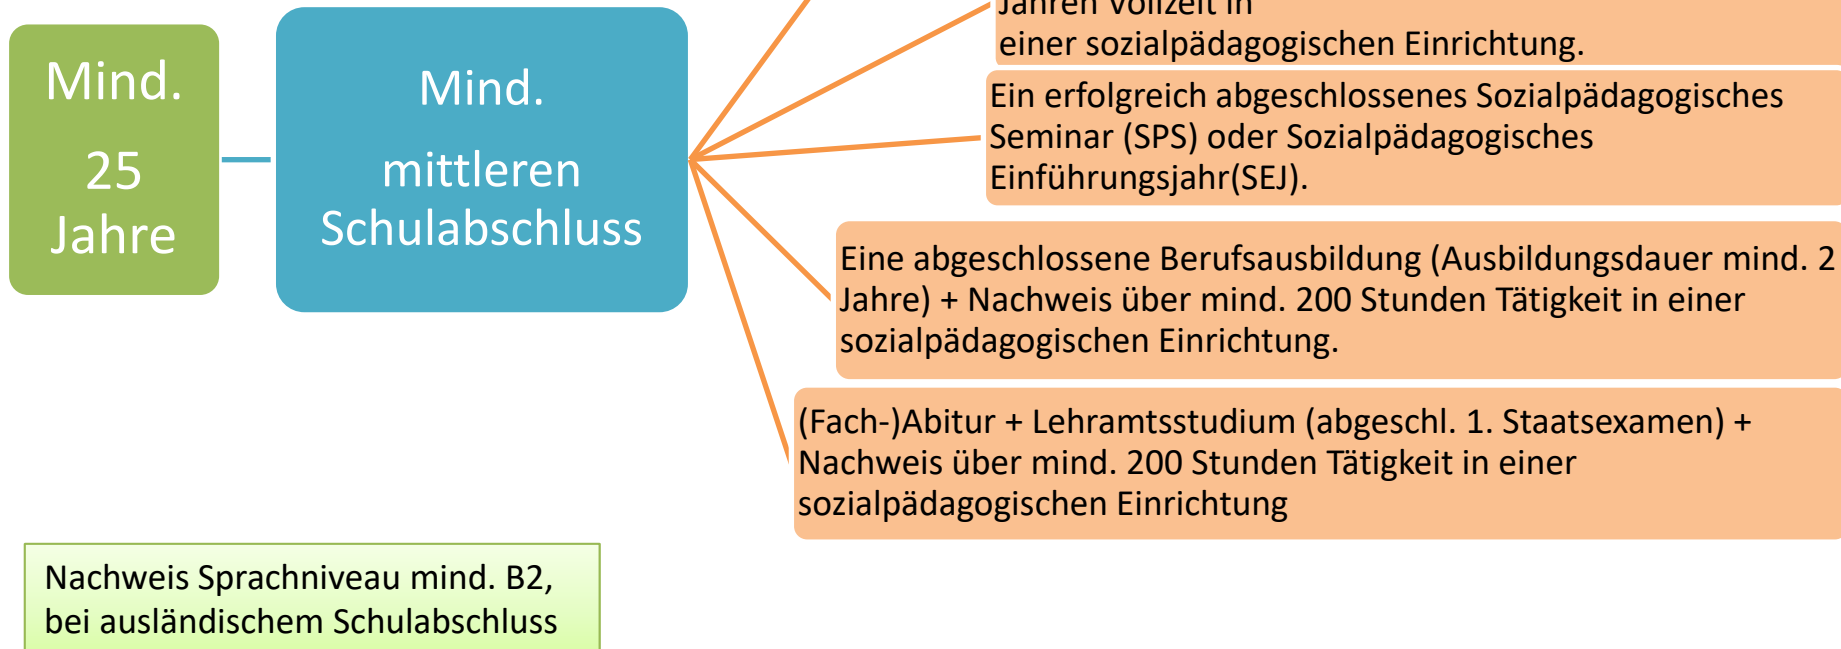 Mind.
25
Jahre
Mind.
mittleren
Schulabschluss
Jahren Vollzeit in
einer sozialpädagogischen Einrichtung.
Ein erfolgreich abgeschlossenes Sozialpädagogisches
Seminar (SPS) oder Sozialpädagogisches
Einführungsjahr(SEJ).
Eine abgeschlossene Berufsausbildung (Ausbildungsdauer mind. 2
Jahre) + Nachweis über mind. 200 Stunden Tätigkeit in einer
sozialpädagogischen Einrichtung.
(Fach-)Abitur + Lehramtsstudium (abgeschl. 1. Staatsexamen) +
Nachweis über mind. 200 Stunden Tätigkeit in einer
sozialpädagogischen Einrichtung
Nachweis Sprachniveau mind. B2,
bei ausländischem Schulabschluss